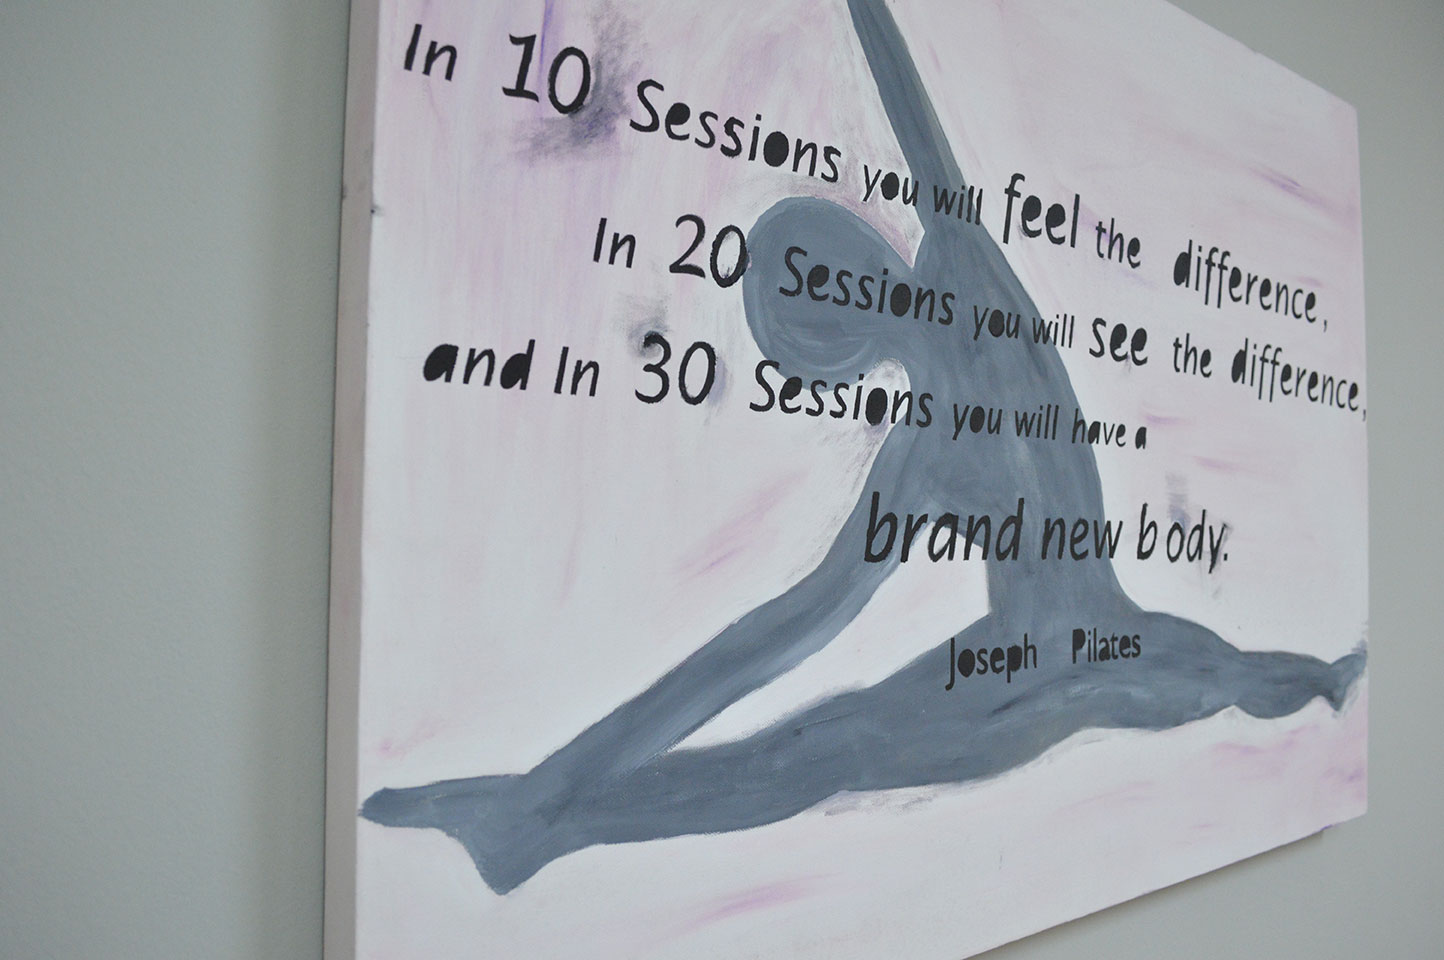 In 10 Sessions you will feel the difference,
In 20 Sessions you will see the difference,
and In 30 Sessions you will have a
brand new body.
Joseph Pilates